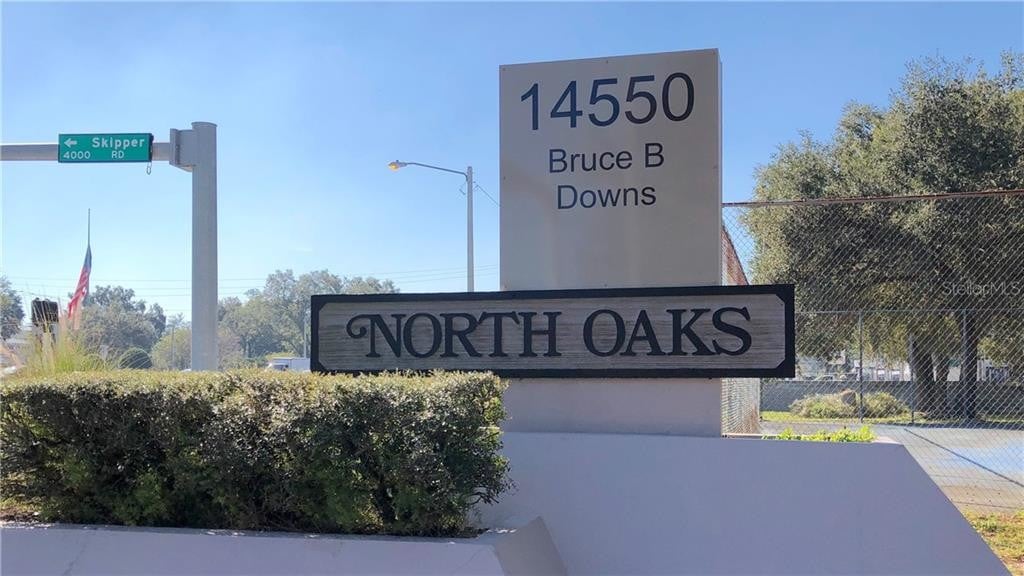 ← Skipper
4000 RD
14550
Bruce B
Downs
NORTH OAKS
StellarMLS